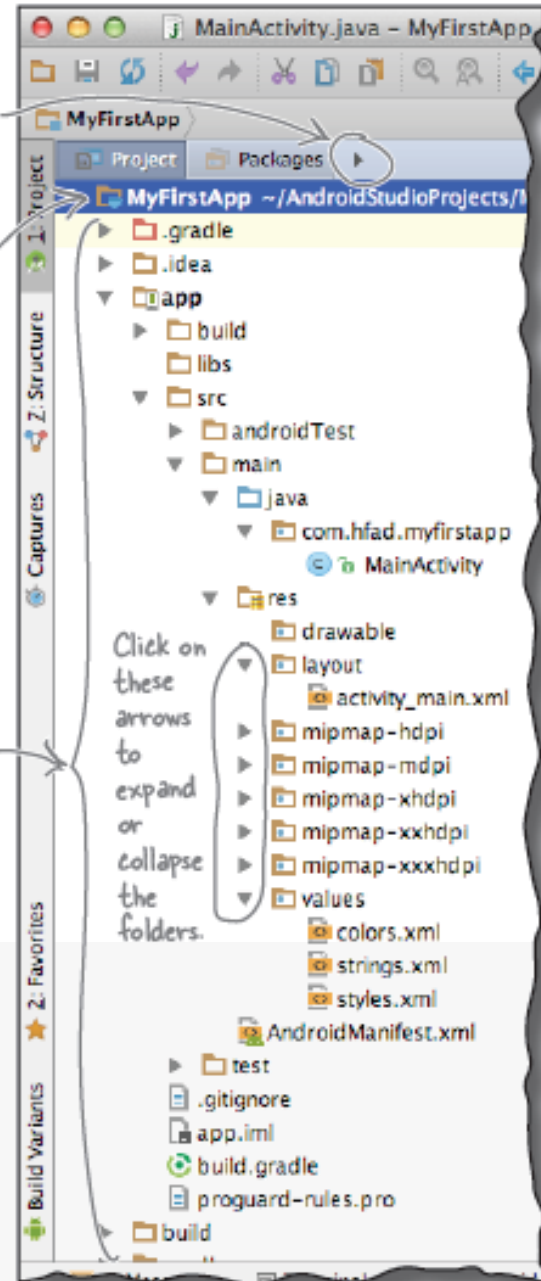 MainActivity.java – MyFirstApp
MyFirstApp
Project Packages
MyFirstApp ~/AndroidStudioProjects/
.gradle
.idea
app
build
libs
src
androidTest
main
java
com.hfad.myfirstapp
MainActivity
res
drawable
layout
activity_main.xml
mipmap-hdpi
mipmap-mdpi
mipmap-xhdpi
mipmap-xxhdpi
mipmap-xxxhdpi
values
colors.xml
strings.xml
styles.xml
AndroidManifest.xml
test
.gitignore
app.iml
build.gradle
proguard-rules.pro
build
Click on
these
arrows
to
expand
or
collapse
the
folders.
1: Project
Z: Structure
Captures
2: Favorites
Build Variants